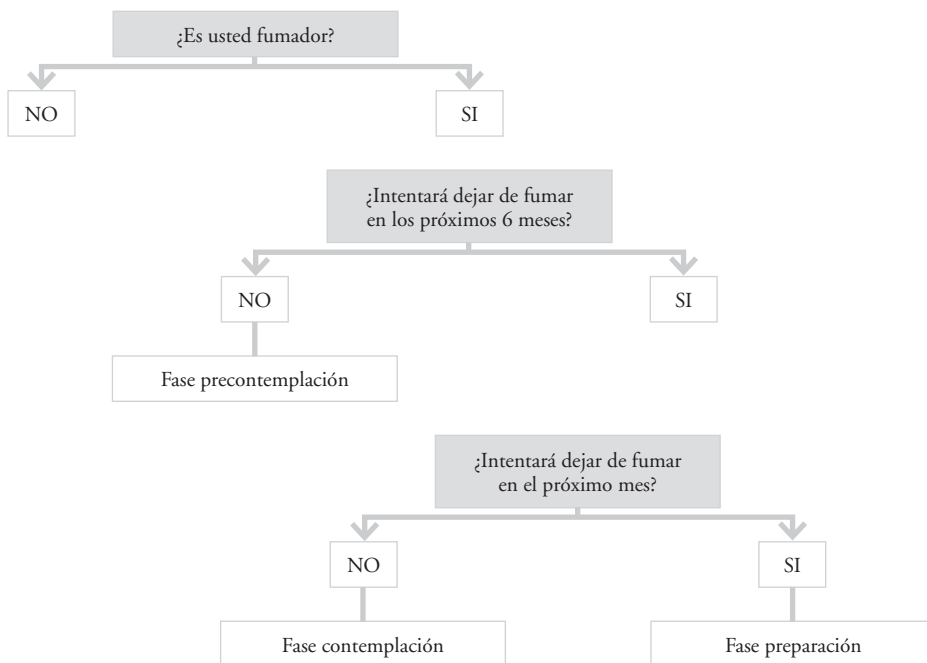 ¿Es usted fumador?
NO
SI
¿Intentará dejar de fumar
en los próximos 6 meses?
NO
SI
Fase precontemplación
¿Intentará dejar de fumar
en el próximo mes?
NO
SI
Fase contemplación
Fase preparación